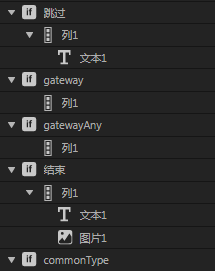 if 跳过
列1
T 文本1
if gateway
列1
if gatewayAny
列1
if 结束
列1
T 文本1
图片1
if commonType